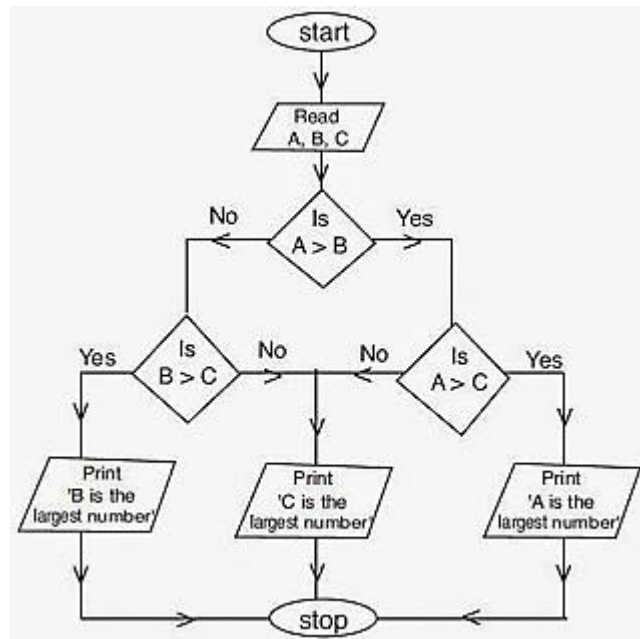 start
Read
A, B, C
No
Is
A > B
Yes
Yes
Is
B > C
No
No
Is
A > C
Yes
Print
'B is the
largest number'
Print
'C is the
largest number'
Print
'A is the
largest number'
stop